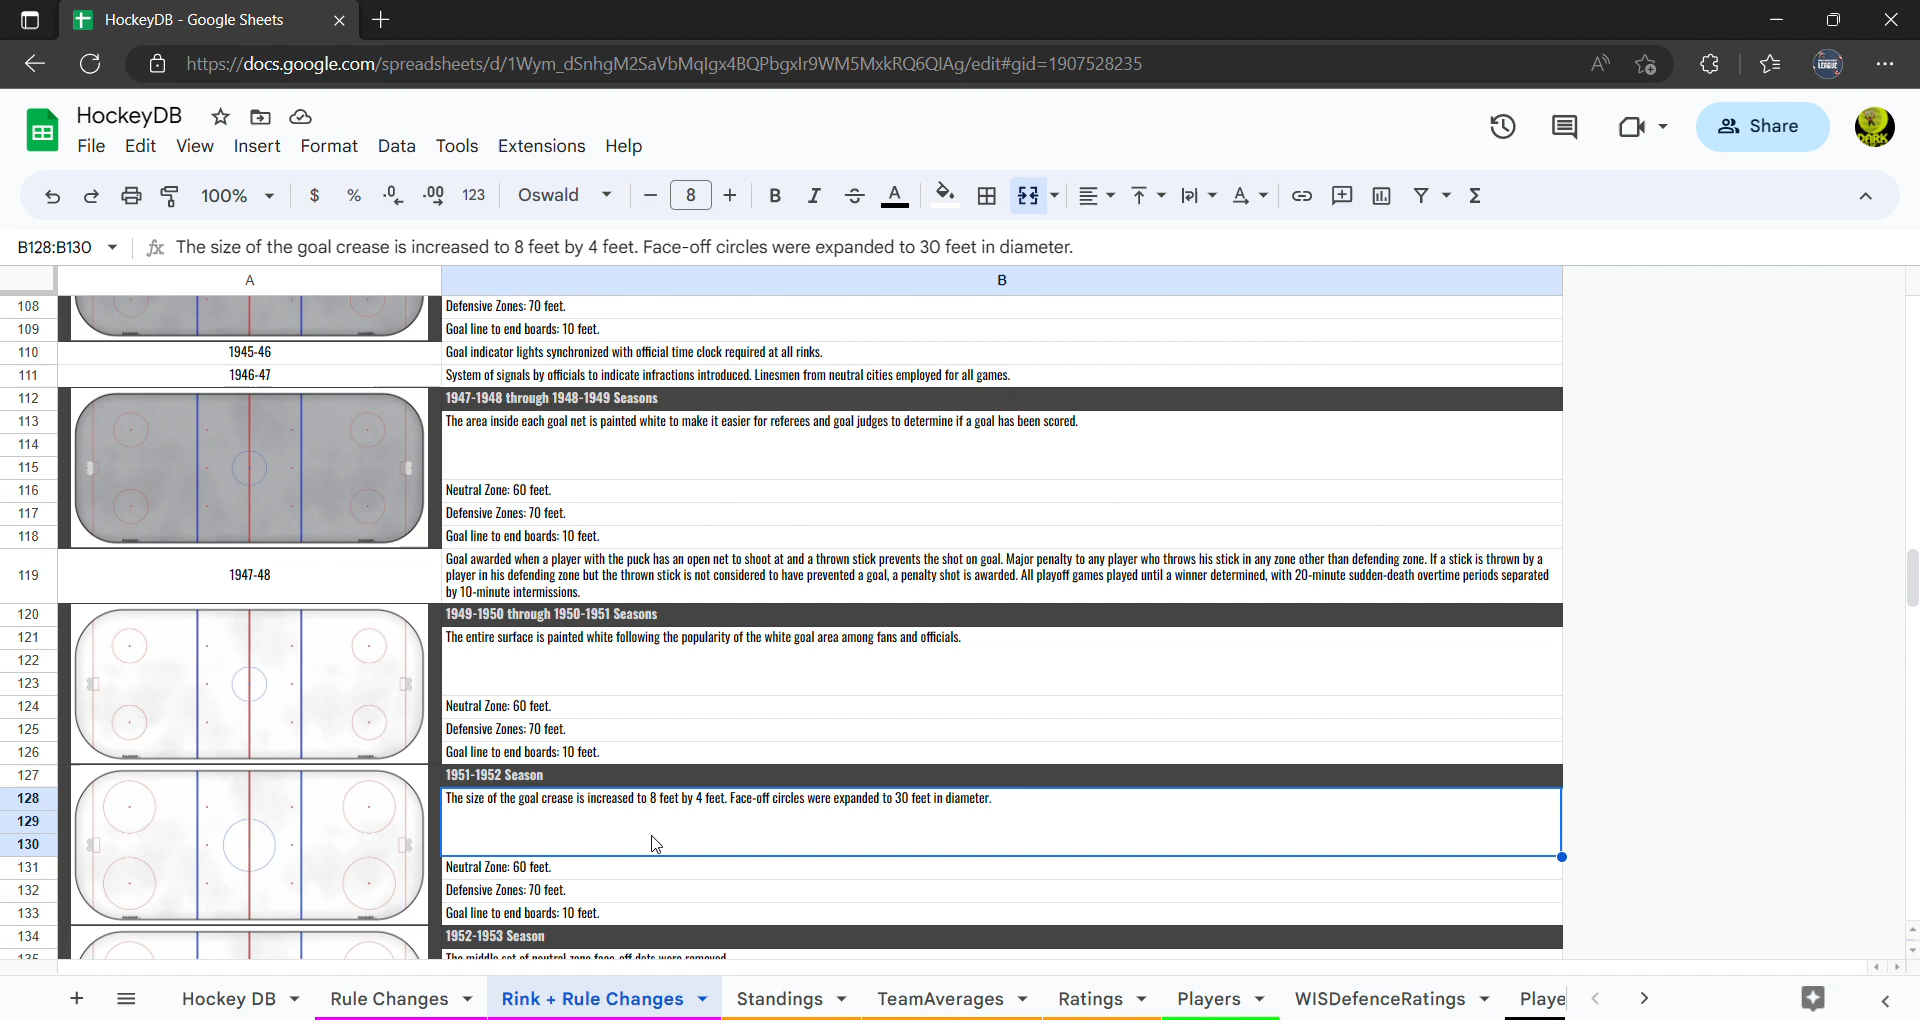 HockeyDB - Google Sheets
https://docs.google.com/spreadsheets/d/1Wym_dSnhgM2SaVbMqlgx4BQPbgxIr9WM5MxkRQ6QIAg/edit#gid=1907528235
HockeyDB
Share
File Edit View Insert Format Data Tools Extensions Help
100% $ % .0 .00 123 Oswald 8 B I A
B128:B130 fx The size of the goal crease is increased to 8 feet by 4 feet. Face-off circles were expanded to 30 feet in diameter.
A B
108 Defensive Zones: 70 feet.
109 Goal line to end boards: 10 feet.
110 1945-46 Goal indicator lights synchronized with official time clock required at all rinks.
111 1946-47 System of signals by officials to indicate infractions introduced. Linesmen from neutral cities employed for all games.
112 1947-1948 through 1948-1949 Seasons
113 The area inside each goal net is painted white to make it easier for referees and goal judges to determine if a goal has been scored.
114
115
116 Neutral Zone: 60 feet.
117 Defensive Zones: 70 feet.
118 Goal line to end boards: 10 feet.
Goal awarded when a player with the puck has an open net to shoot at and a thrown stick prevents the shot on goal. Major penalty to any player who throws his stick in any zone other than defending zone. If a stick is thrown by a
119 1947-48 player in his defending zone but the thrown stick is not considered to have prevented a goal, a penalty shot is awarded. All playoff games played until a winner determined, with 20-minute sudden-death overtime periods separated
by 10-minute intermissions.
120 1949-1950 through 1950-1951 Seasons
121 The entire surface is painted white following the popularity of the white goal area among fans and officials.
122
123
124 Neutral Zone: 60 feet.
125 Defensive Zones: 70 feet.
126 Goal line to end boards: 10 feet.
127 1951-1952 Season
128 The size of the goal crease is increased to 8 feet by 4 feet. Face-off circles were expanded to 30 feet in diameter.
129
130
131 Neutral Zone: 60 feet.
132 Defensive Zones: 70 feet.
133 Goal line to end boards: 10 feet.
134 1952-1953 Season
135 The middle set of neutral zone face-off dots were removed.
Hockey DB Rule Changes Rink + Rule Changes Standings TeamAverages Ratings Players WISDefenceRatings Playe